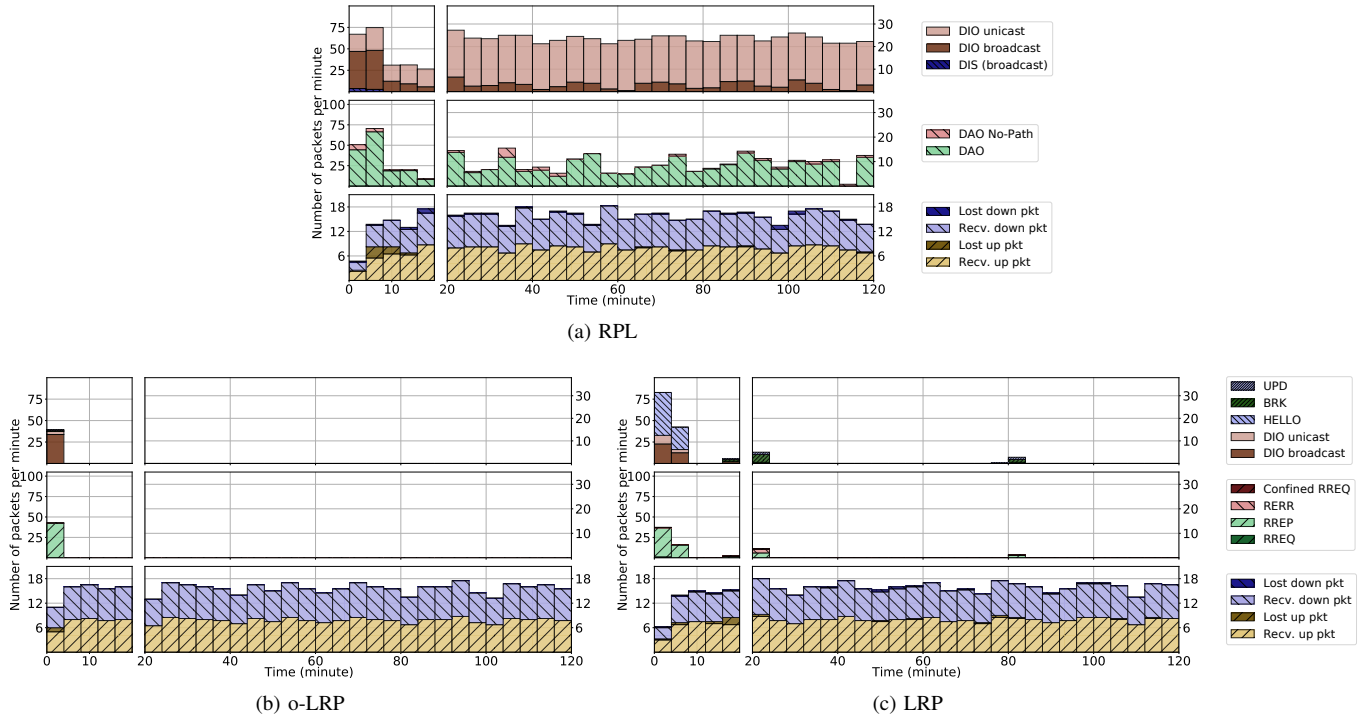 Number of packets per minute
75
50
25
30
20
10
DIO unicast
DIO broadcast
DIS (broadcast)
100
75
50
25
30
20
10
DAO No-Path
DAO
18
12
6
18
12
6
Lost down pkt
Recv. down pkt
Lost up pkt
Recv. up pkt
0 10 20 40 60 80 100 120
Time (minute)
(a) RPL
Number of packets per minute
75
50
25
30
20
10
100
75
50
25
30
20
10
18
12
6
18
12
6
0 10 20 20 40 60 80 100 120
Time (minute)
(b) o-LRP
Number of packets per minute
75
50
25
30
20
10
UPD
BRK
HELLO
DIO unicast
DIO broadcast
100
75
50
25
30
20
10
Confined RREQ
RERR
RREP
RREQ
18
12
6
18
12
6
Lost down pkt
Recv. down pkt
Lost up pkt
Recv. up pkt
0 10 20 40 60 80 100 120
Time (minute)
(c) LRP